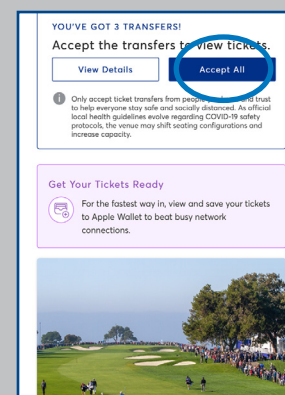 YOU'VE GOT 3 TRANSFERS!
Accept the transfers to view tickets.
View Details
Accept All
Only accept ticket transfers from people and trust
to help everyone stay safe and socially distanced. As official
local health guidelines evolve regarding COVID-19 safety
protocols, the venue may shift seating configurations and
increase capacity.
Get Your Tickets Ready
For the fastest way in, view and save your tickets
to Apple Wallet to beat busy network
connections.